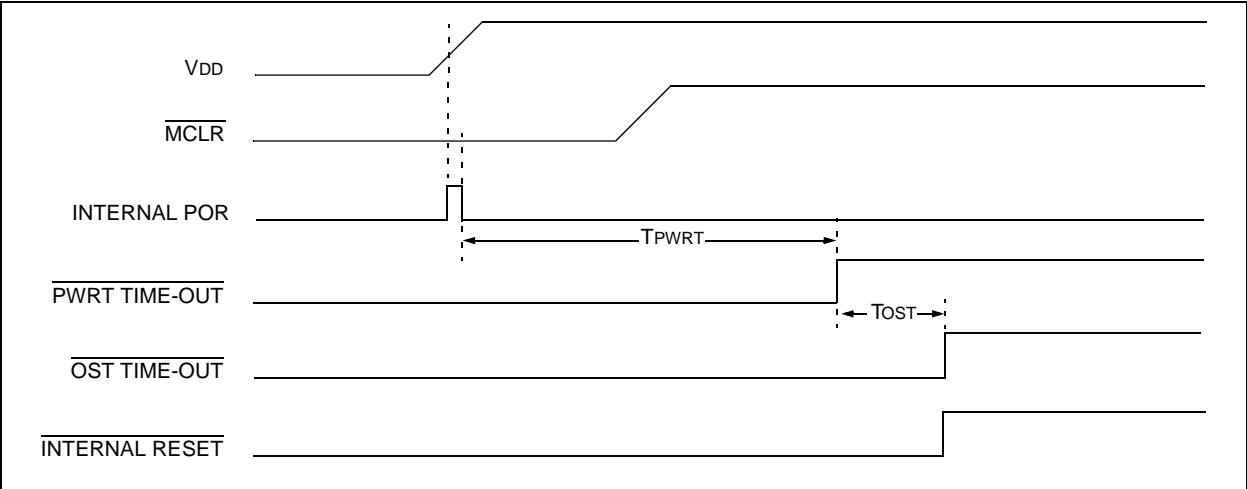 VDD
MCLR
INTERNAL POR
TPWRT
PWRT TIME-OUT
TOST
OST TIME-OUT
INTERNAL RESET